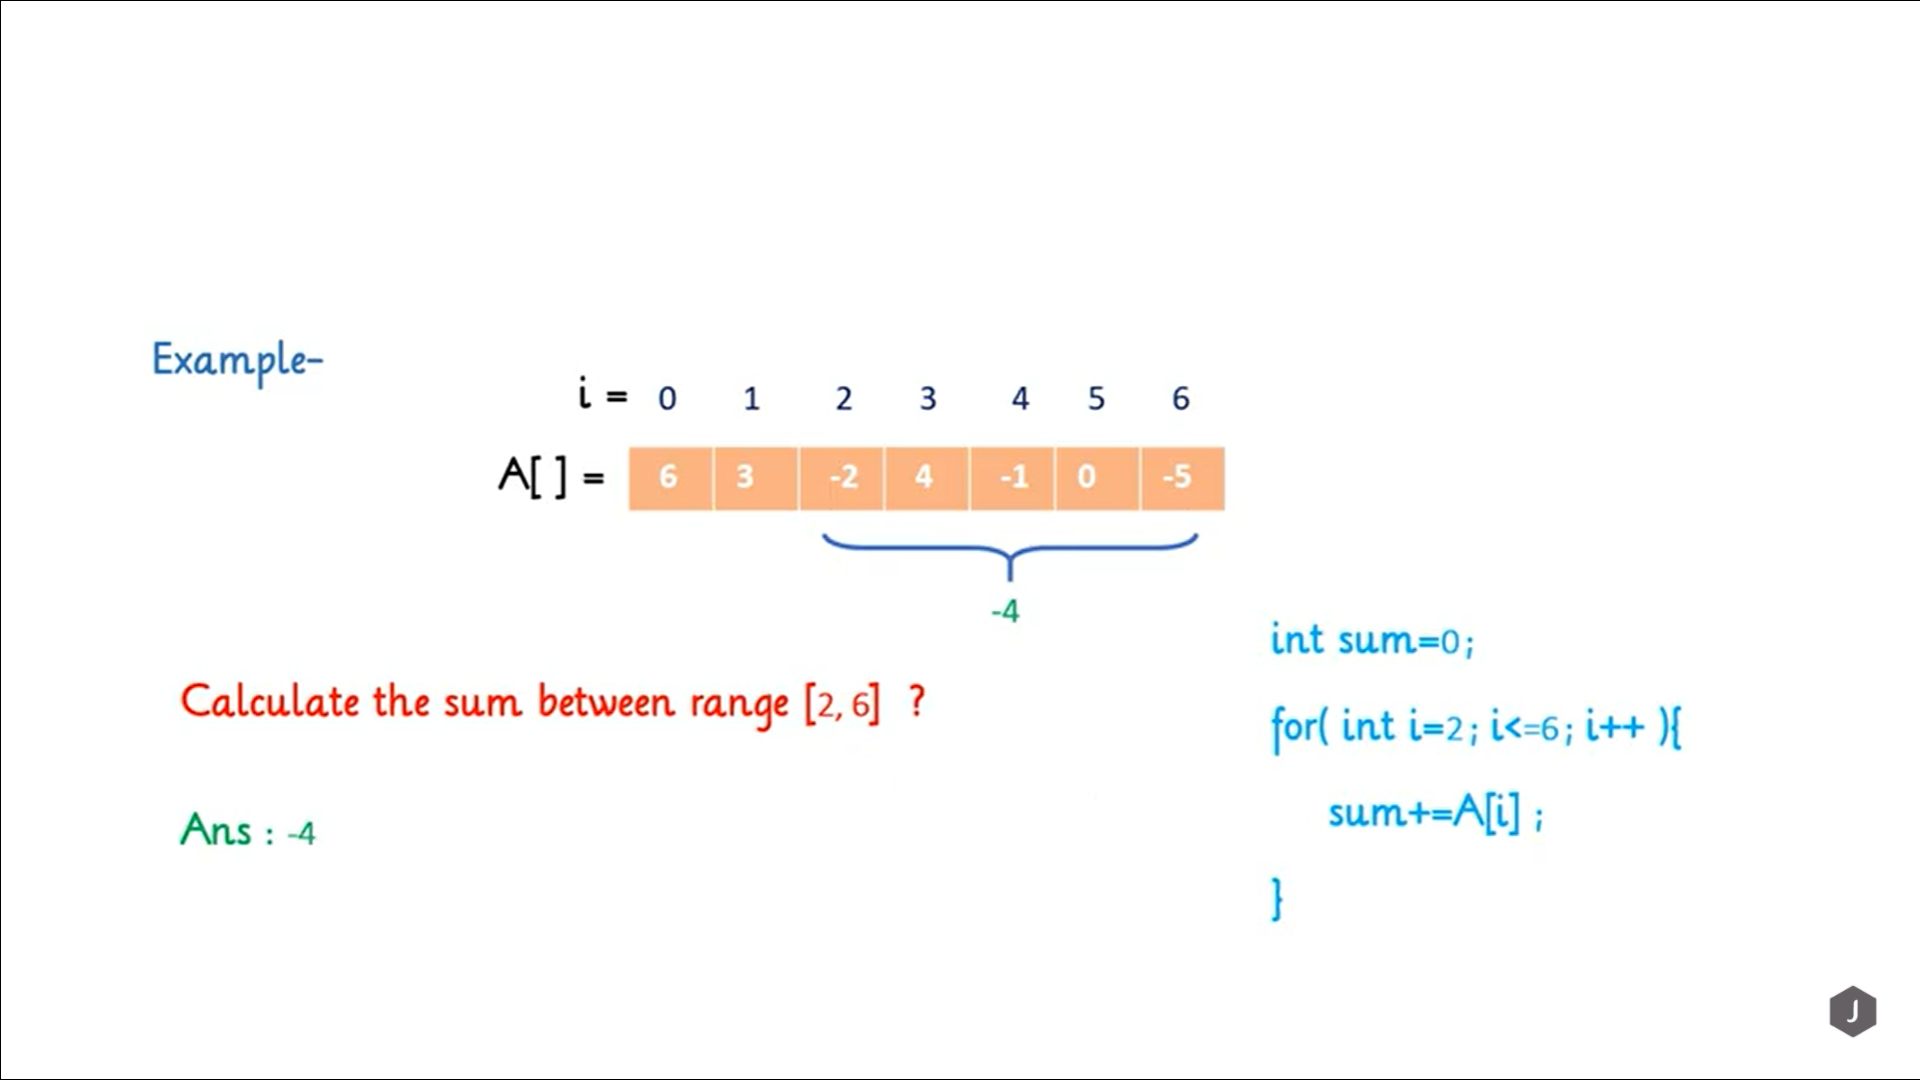 Example-
i = 0 1 2 3 4 5 6
A[ ] = 6 3 -2 4 -1 0 -5
-4
Calculate the sum between range [2, 6] ?
Ans : -4
int sum=0;
for( int i=2; i<=6; i++ ){
sum+=A[i] ;
}
J